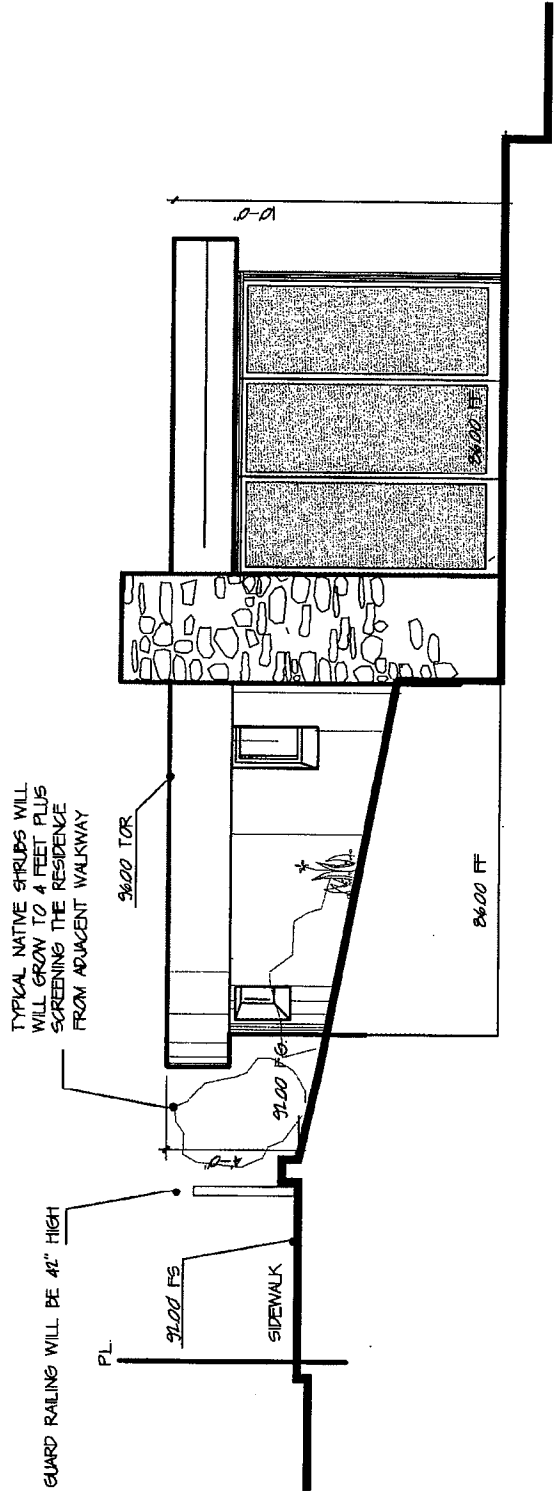 GUARD RAILING WILL BE 42" HIGH
TYPICAL NATIVE SHRUBS WILL
WILL GROW TO 4 FEET PLUS
SCREENING THE RESIDENCE
FROM ADJACENT WALKWAY
PL
92.00 FS
SIDEWALK
4'-0"
92.00 FG.
96.00 TOR
86.00 FF
86.00 FF
10'-0"